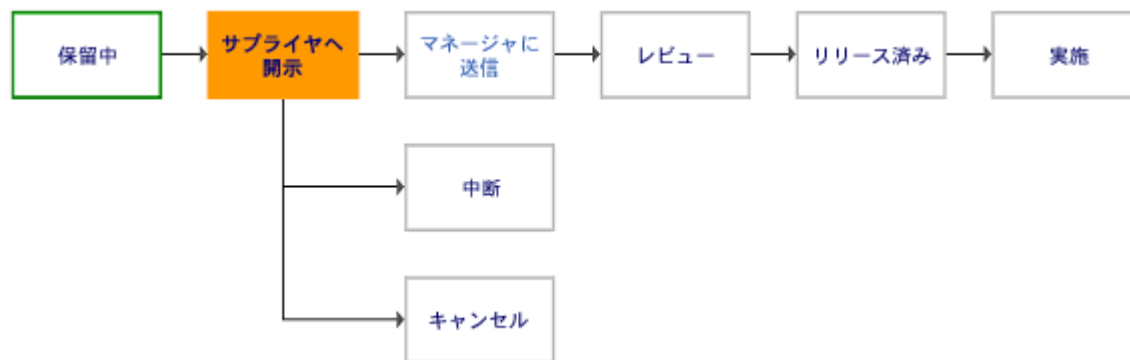 保留中
サプライヤへ
開示
マネージャに
送信
レビュー
リリース済み
実施
中断
キャンセル